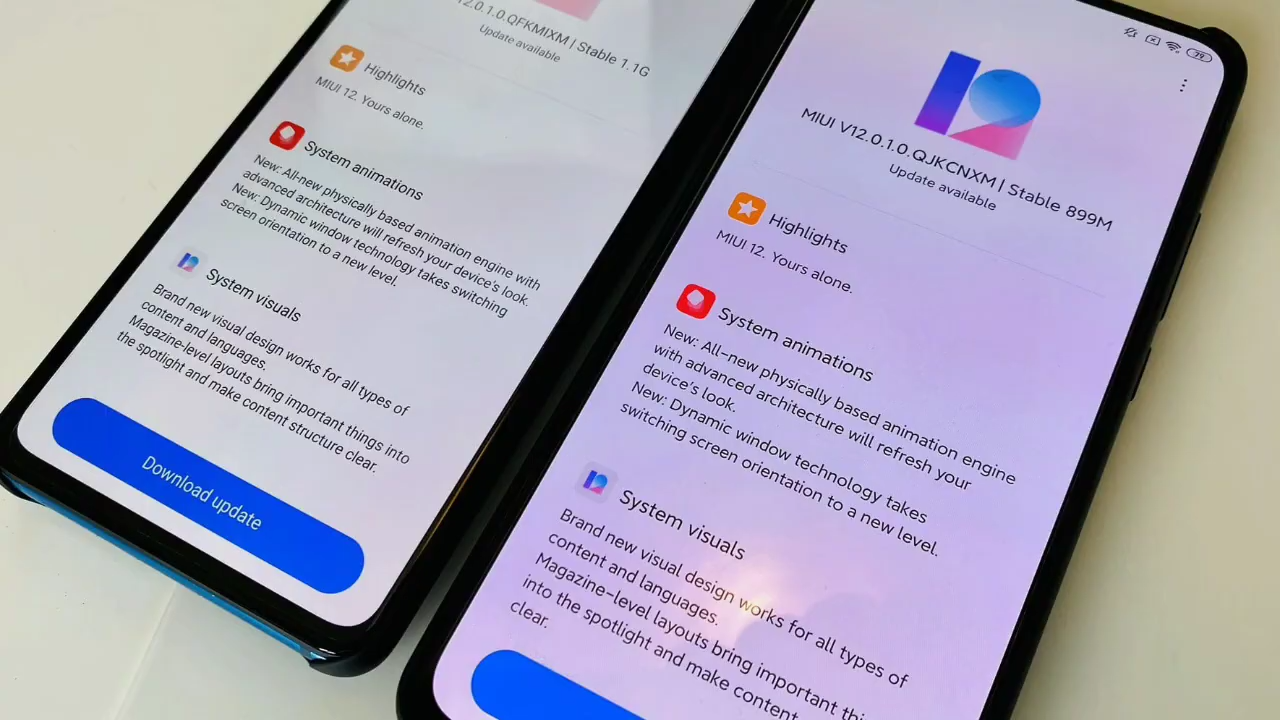 2.0.1.0.QFKMIXM | Stable 1.1G
Update available
Highlights
MIUI 12. Yours alone.
System animations
New: All-new physically based animation engine with
advanced architecture will refresh your device's look.
New: Dynamic window technology takes switching
screen orientation to a new level.
System visuals
Brand new visual design works for all types of
content and languages.
Magazine-level layouts bring important things into
the spotlight and make content structure clear.
Download update
79
MIUI V12.0.1.0.QJKCNXM | Stable 899M
Update available
Highlights
MIUI 12. Yours alone.
System animations
New: All-new physically based animation engine
with advanced architecture will refresh your
device's look.
New: Dynamic window technology takes
switching screen orientation to a new level.
System visuals
Brand new visual design works for all types of
content and languages.
Magazine-level layouts bring important thi
into the spotlight and make conten
clear.